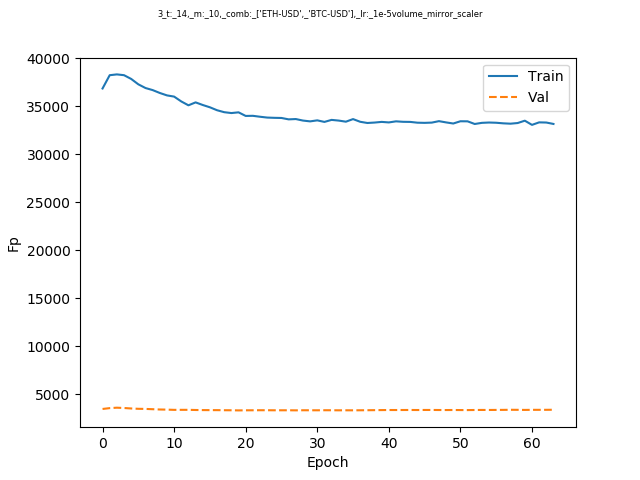 3_t:_14,_m:_10,_comb:_['ETH-USD',_'BTC-USD'],_lr:_1e-5volume_mirror_scaler
Train
Val
40000
35000
30000
25000
20000
15000
10000
5000
Fp
0 10 20 30 40 50 60
Epoch